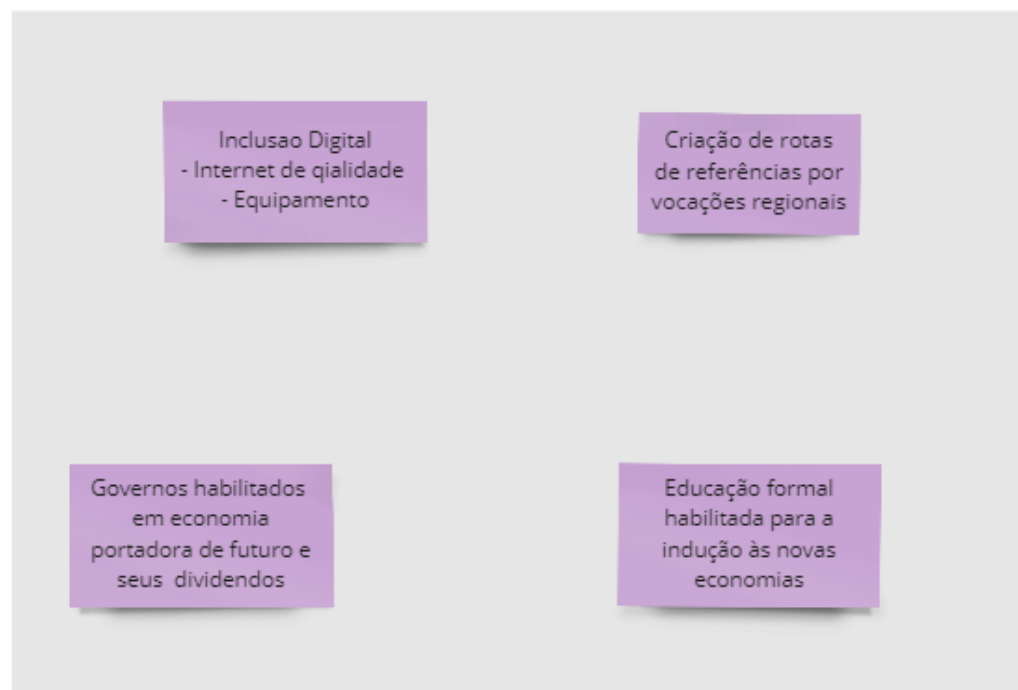 Inclusao Digital
- Internet de qialidade
- Equipamento
Criação de rotas
de referências por
vocações regionais
Governos habilitados
em economia
portadora de futuro e
seus dividendos
Educação formal
habilitada para a
indução às novas
economias